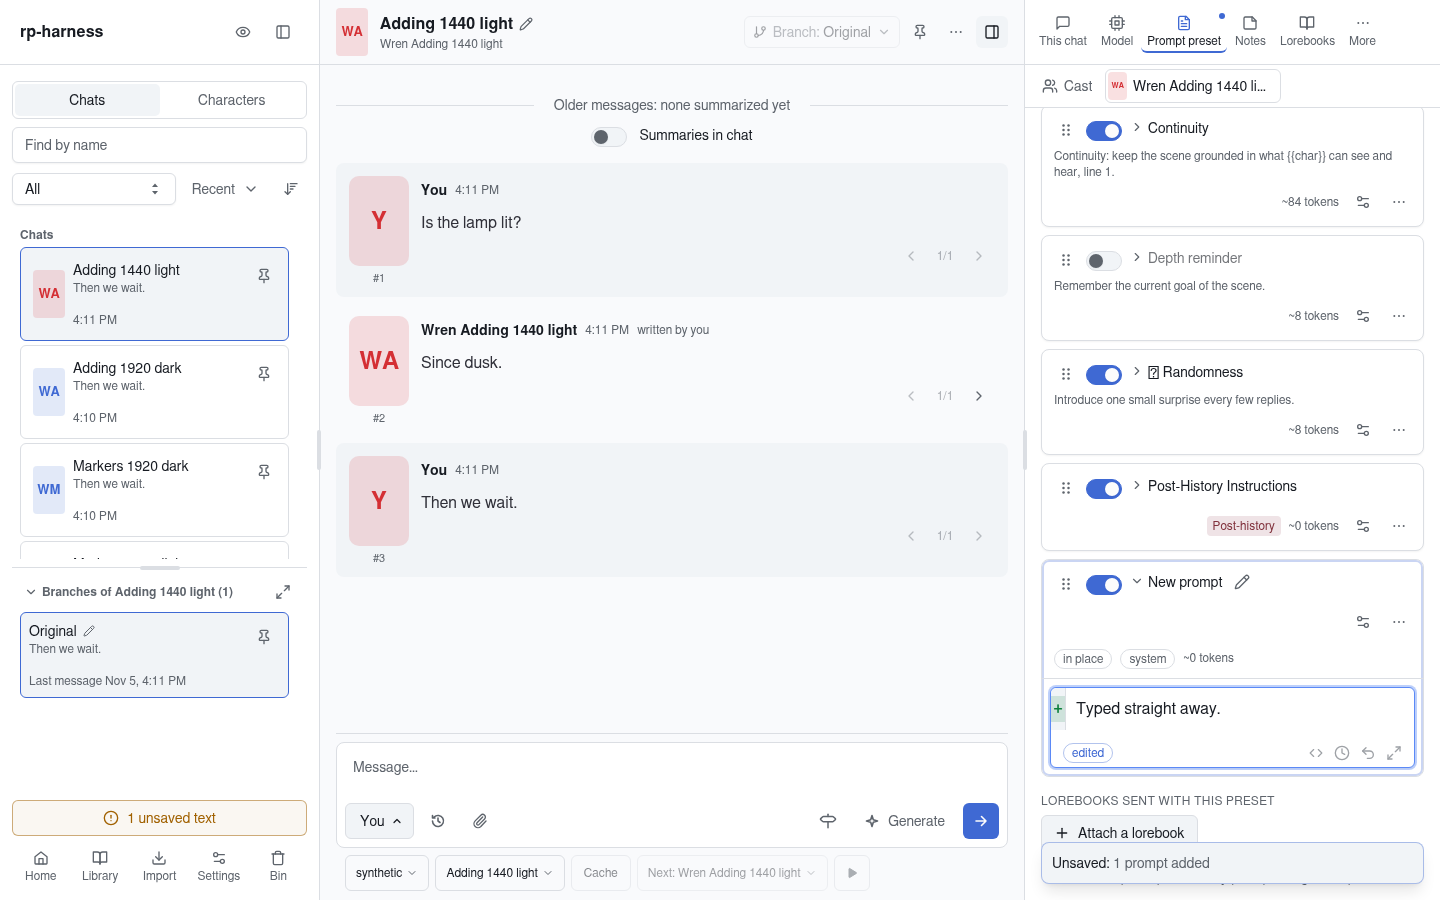 rp-harness
Chats
Characters
Find by name
All
Recent
Chats
WA
Adding 1440 light
Then we wait.
4:11 PM
WA
Adding 1920 dark
Then we wait.
4:10 PM
WM
Markers 1920 dark
Then we wait.
4:10 PM
Branches of Adding 1440 light (1)
Original
Then we wait.
Last message Nov 5, 4:11 PM
1 unsaved text
Home
Library
Import
Settings
Bin
WA
Adding 1440 light
Wren Adding 1440 light
Branch: Original
Older messages: none summarized yet
Summaries in chat
Y
You 4:11 PM
Is the lamp lit?
1/1
#1
WA
Wren Adding 1440 light 4:11 PM written by you
Since dusk.
1/1
#2
Y
You 4:11 PM
Then we wait.
1/1
#3
Message...
You
Generate
synthetic
Adding 1440 light
Cache
Next: Wren Adding 1440 light
This chat
Model
Prompt preset
Notes
Lorebooks
More
Cast
WA
Wren Adding 1440 li...
Continuity
Continuity: keep the scene grounded in what {{char}} can see and
hear, line 1.
~84 tokens
Depth reminder
Remember the current goal of the scene.
~8 tokens
Randomness
Introduce one small surprise every few replies.
~8 tokens
Post-History Instructions
Post-history
~0 tokens
New prompt
in place
system
~0 tokens
+ Typed straight away.
edited
LOREBOOKS SENT WITH THIS PRESET
+ Attach a lorebook
Unsaved: 1 prompt added